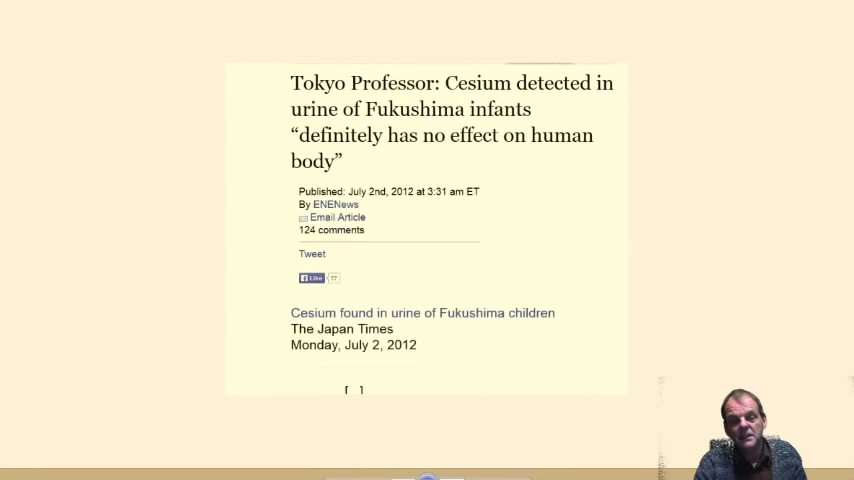 Tokyo Professor: Cesium detected in
urine of Fukushima infants
“definitely has no effect on human
body”
Published: July 2nd, 2012 at 3:31 am ET
By ENENews
Email Article
124 comments
Tweet
Like 57
Cesium found in urine of Fukushima children
The Japan Times
Monday, July 2, 2012
[ ]